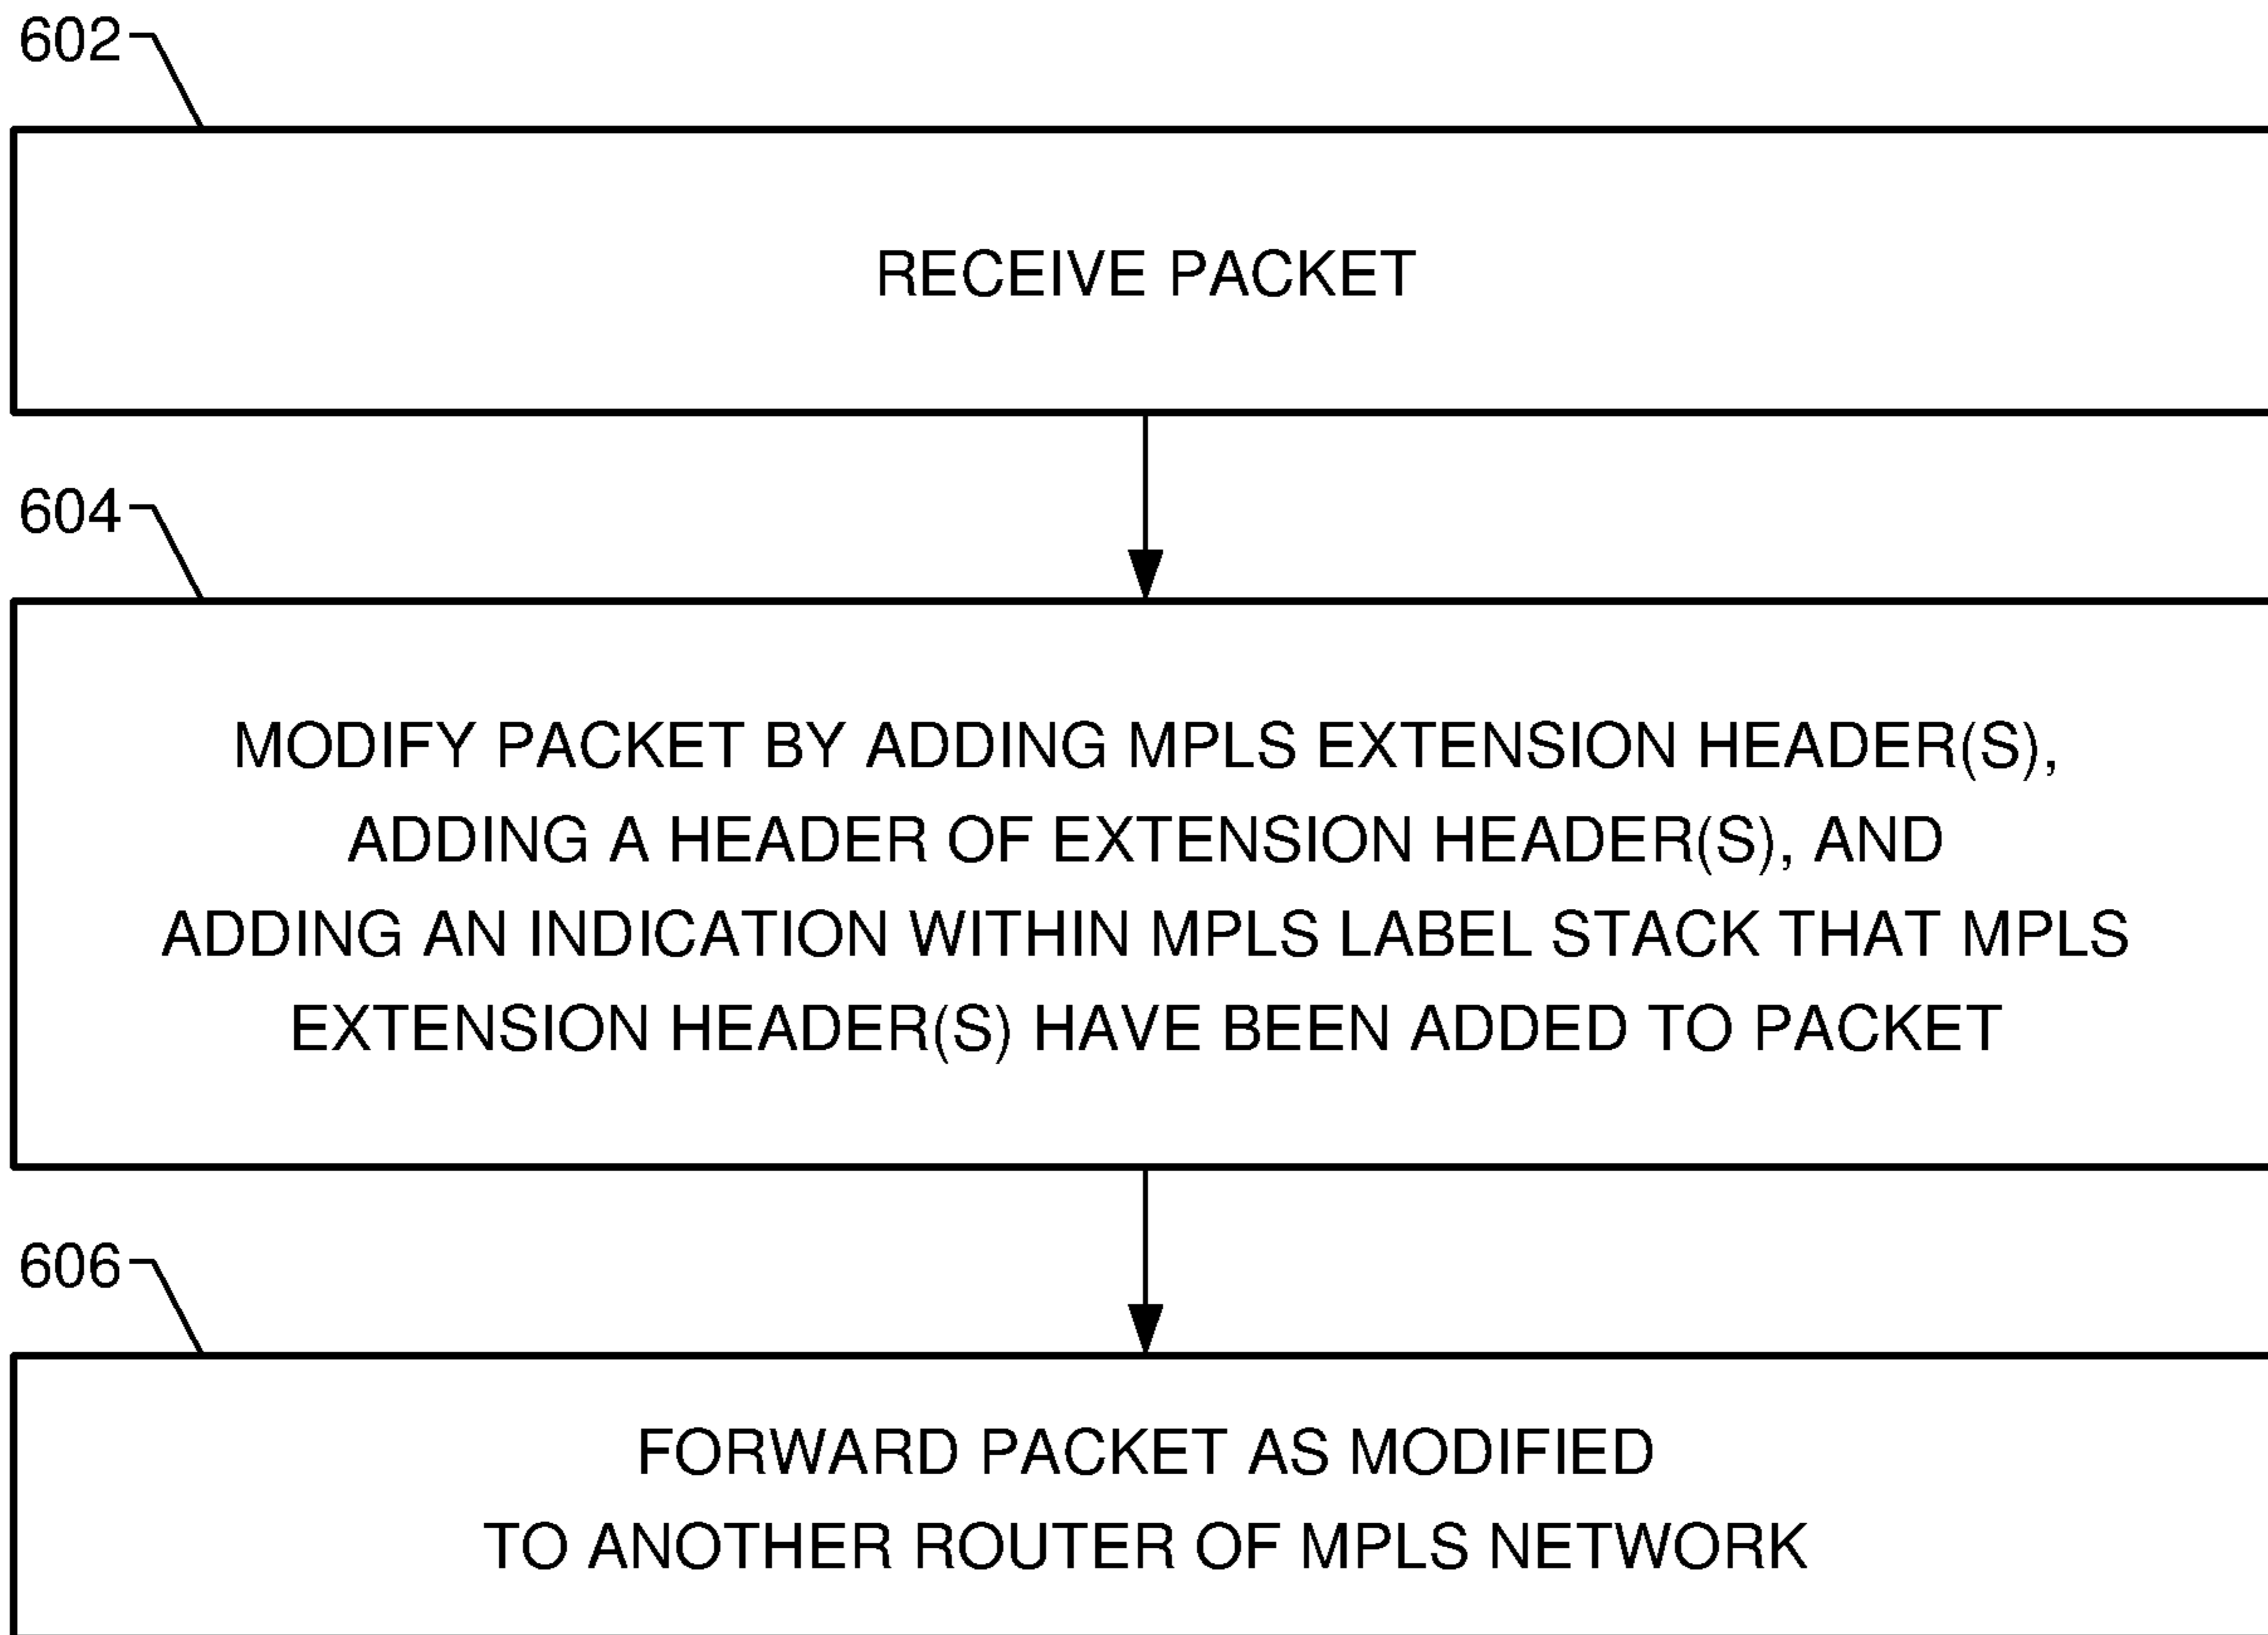 602
RECEIVE PACKET
604
MODIFY PACKET BY ADDING MPLS EXTENSION HEADER(S),
ADDING A HEADER OF EXTENSION HEADER(S), AND
ADDING AN INDICATION WITHIN MPLS LABEL STACK THAT MPLS
EXTENSION HEADER(S) HAVE BEEN ADDED TO PACKET
606
FORWARD PACKET AS MODIFIED
TO ANOTHER ROUTER OF MPLS NETWORK